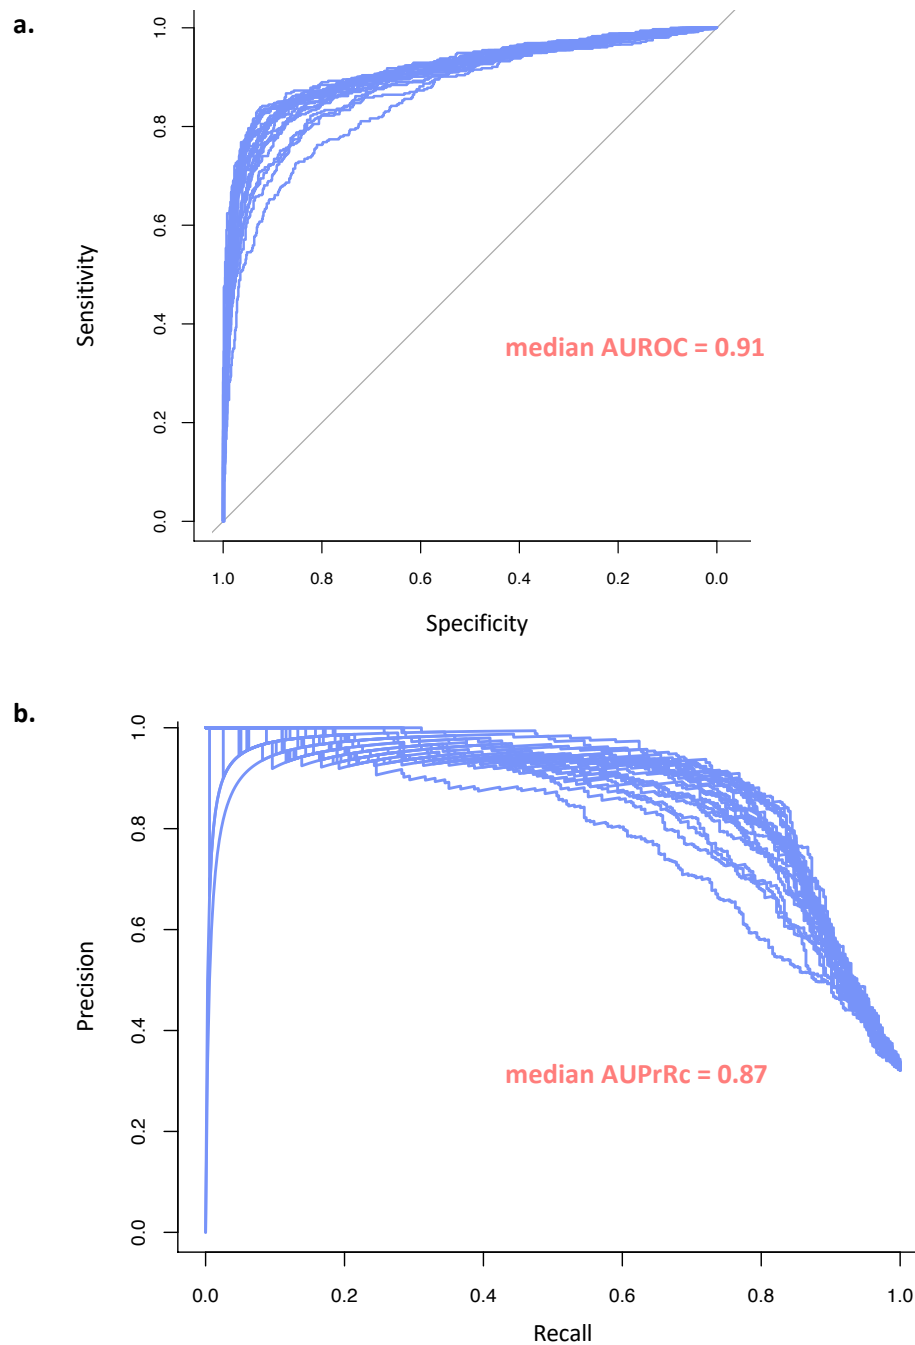 a.
1.0
0.8
0.6
0.4
0.2
0.0
Sensitivity
median AUROC = 0.91
1.0 0.8 0.6 0.4 0.2 0.0
Specificity
b.
1.0
0.8
0.6
0.4
0.2
0.0
Precision
median AUPrRc = 0.87
0.0 0.2 0.4 0.6 0.8 1.0
Recall